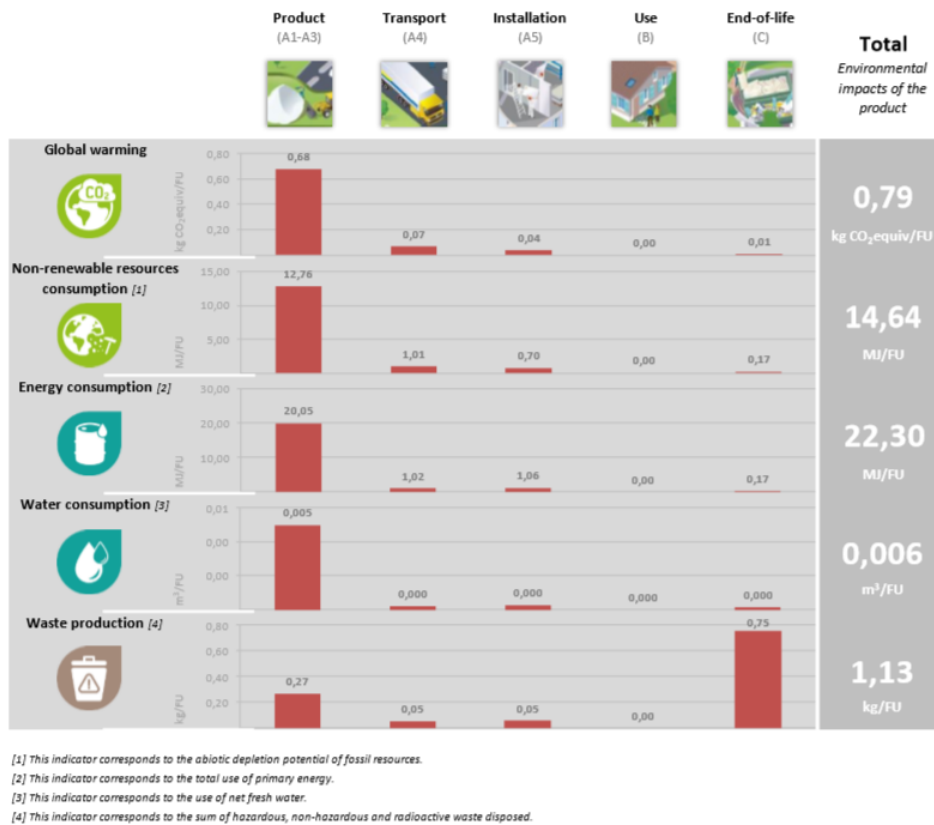 Product
(A1-A3)
Transport
(A4)
Installation
(A5)
Use
(B)
End-of-life
(C)
Total
Environmental
impacts of the
product
Global warming
CO₂
kg CO₂equiv/FU
0,80
0,60
0,40
0,20
0,68
0,07
0,04
0,00
0,01
0,79
kg CO₂equiv/FU
Non-renewable resources
consumption [1]
MJ/FU
15,00
10,00
5,00
12,76
1,01
0,70
0,00
0,17
14,64
MJ/FU
Energy consumption [2]
MJ/FU
30,00
20,00
10,00
20,05
1,02
1,06
0,00
0,17
22,30
MJ/FU
Water consumption [3]
m³/FU
0,01
0,00
0,00
0,005
0,000
0,000
0,000
0,000
0,006
m³/FU
Waste production [4]
kg/FU
0,80
0,60
0,40
0,20
0,27
0,05
0,05
0,00
0,75
1,13
kg/FU
[1] This indicator corresponds to the abiotic depletion potential of fossil resources.
[2] This indicator corresponds to the total use of primary energy.
[3] This indicator corresponds to the use of net fresh water.
[4] This indicator corresponds to the sum of hazardous, non-hazardous and radioactive waste disposed.